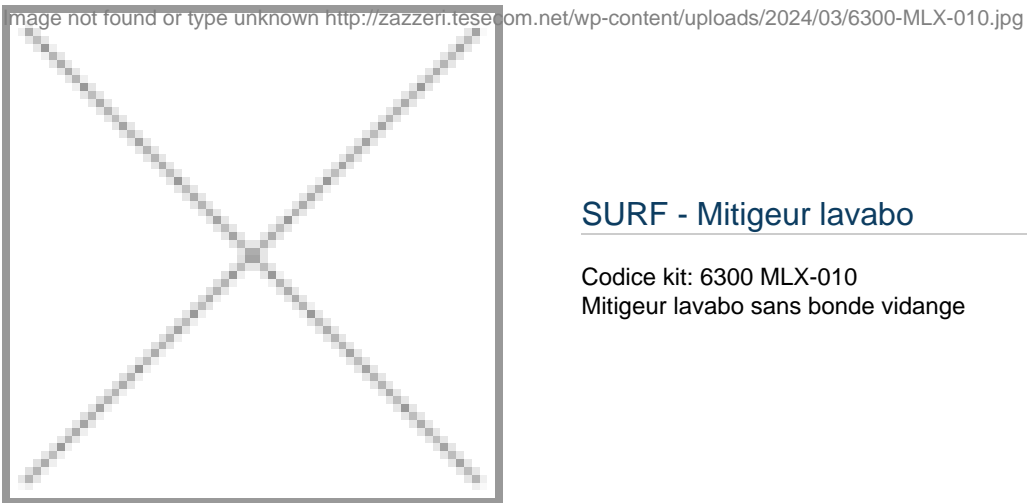 Image not found or type unknown http://zazzeri.tesecom.net/wp-content/uploads/2024/03/6300-MLX-010.jpg
SURF - Mitigeur lavabo
Codice kit: 6300 MLX-010
Mitigeur lavabo sans bonde vidange